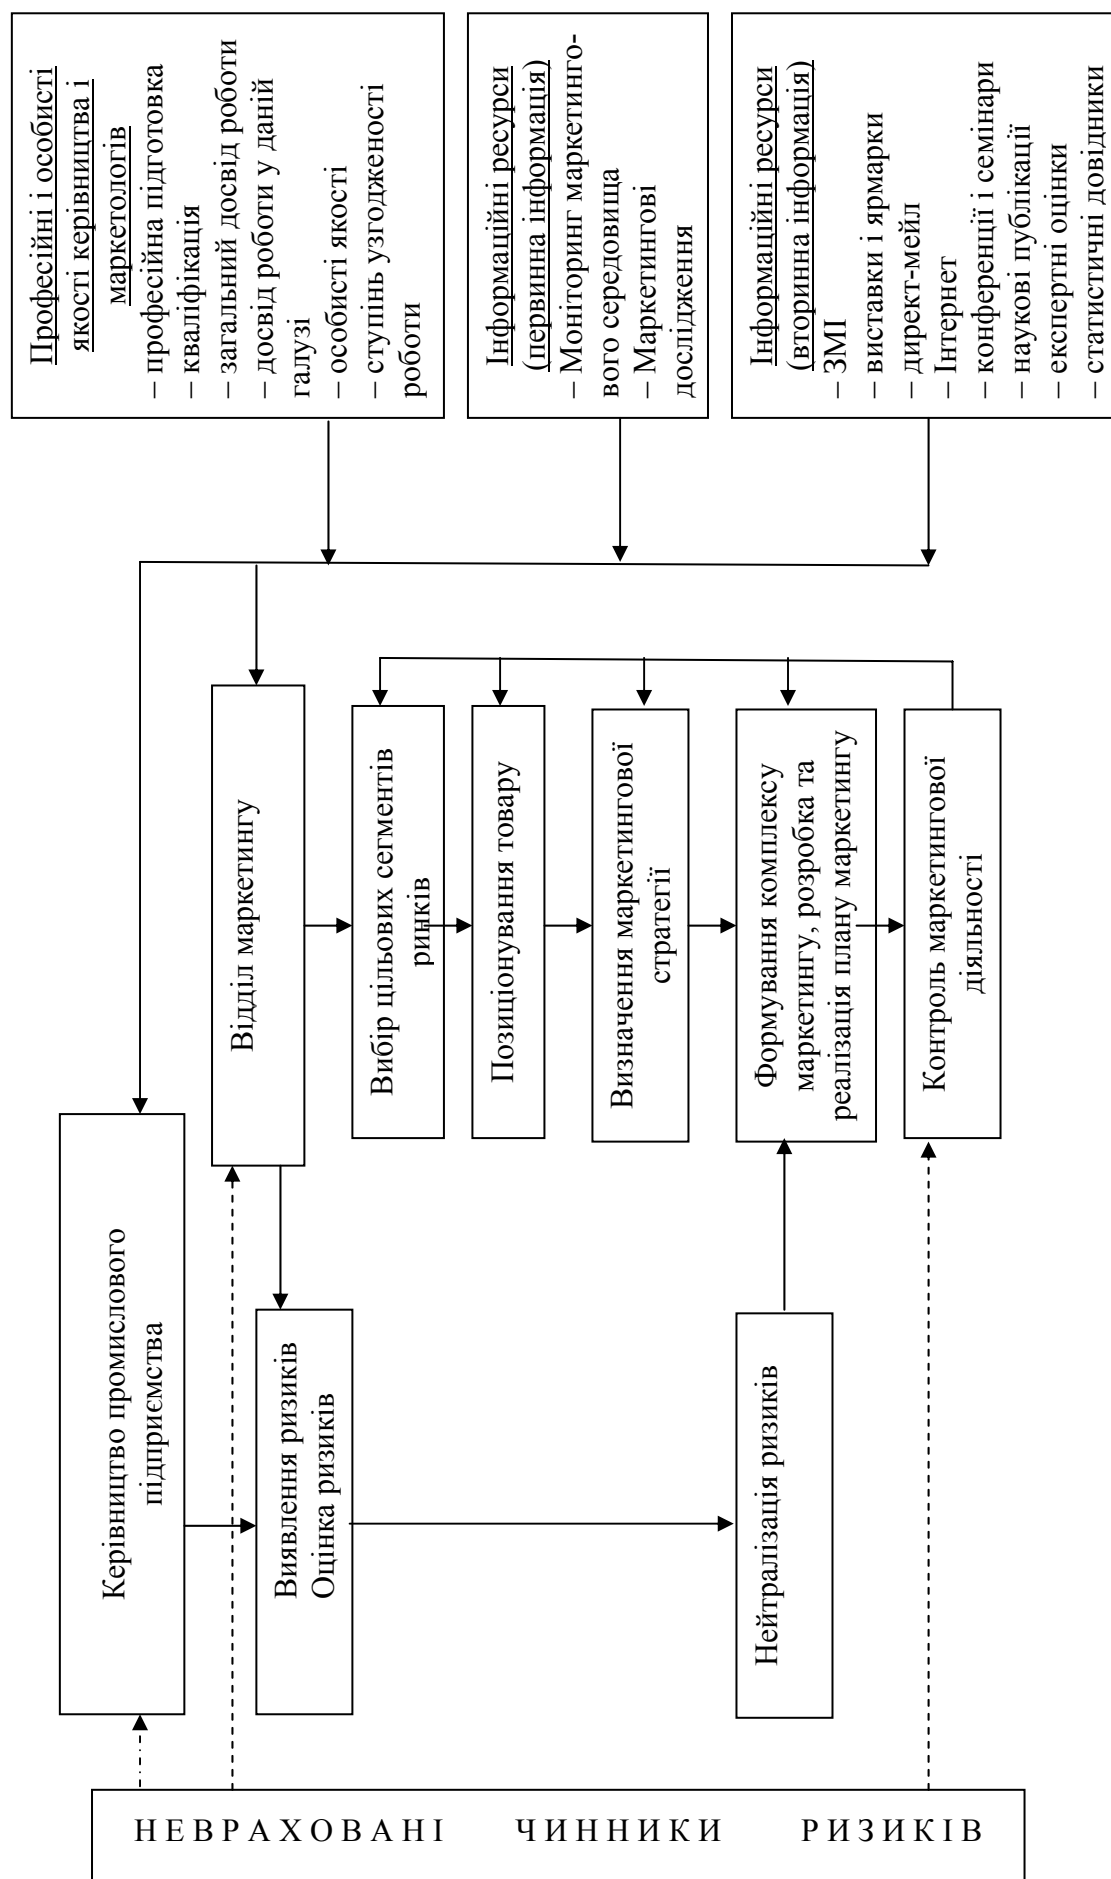 Професійні і особисті
якості керівництва і
маркетологів
– професійна підготовка
– кваліфікація
– загальний досвід роботи
– досвід роботи у даній
галузі
– особисті якості
– ступінь узгодженості
роботи
Інформаційні ресурси
(первинна інформація)
– Моніторинг маркетинго-
вого середовища
– Маркетингові
дослідження
Інформаційні ресурси
(вторинна інформація)
– ЗМІ
– виставки і ярмарки
– директ-мейл
– Інтернет
– конференції і семінари
– наукові публікації
– експертні оцінки
– статистичні довідники
Відділ маркетингу
Вибір цільових сегментів
ринків
Позиціонування товару
Визначення маркетингової
стратегії
Формування комплексу
маркетингу, розробка та
реалізація плану маркетингу
Контроль маркетингової
діяльності
Керівництво промислового
підприємства
Виявлення ризиків
Оцінка ризиків
Нейтралізація ризиків
НЕВРАХОВАНІ ЧИННИКИ РИЗИКІВ